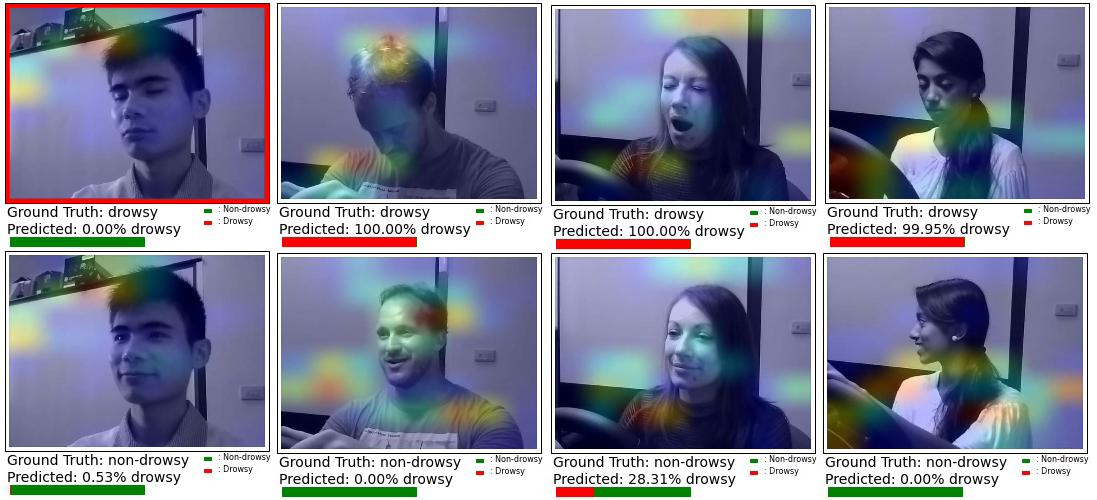 Ground Truth: drowsy
: Non-drowsy
Predicted: 0.00% drowsy
: Drowsy
Ground Truth: drowsy
: Non-drowsy
Predicted: 100.00% drowsy
: Drowsy
Ground Truth: drowsy
: Non-drowsy
Predicted: 100.00% drowsy
: Drowsy
Ground Truth: drowsy
: Non-drowsy
Predicted: 99.95% drowsy
: Drowsy
Ground Truth: non-drowsy
: Non-drowsy
Predicted: 0.53% drowsy
: Drowsy
Ground Truth: non-drowsy
: Non-drowsy
Predicted: 0.00% drowsy
: Drowsy
Ground Truth: non-drowsy
: Non-drowsy
Predicted: 28.31% drowsy
: Drowsy
Ground Truth: non-drowsy
: Non-drowsy
Predicted: 0.00% drowsy
: Drowsy